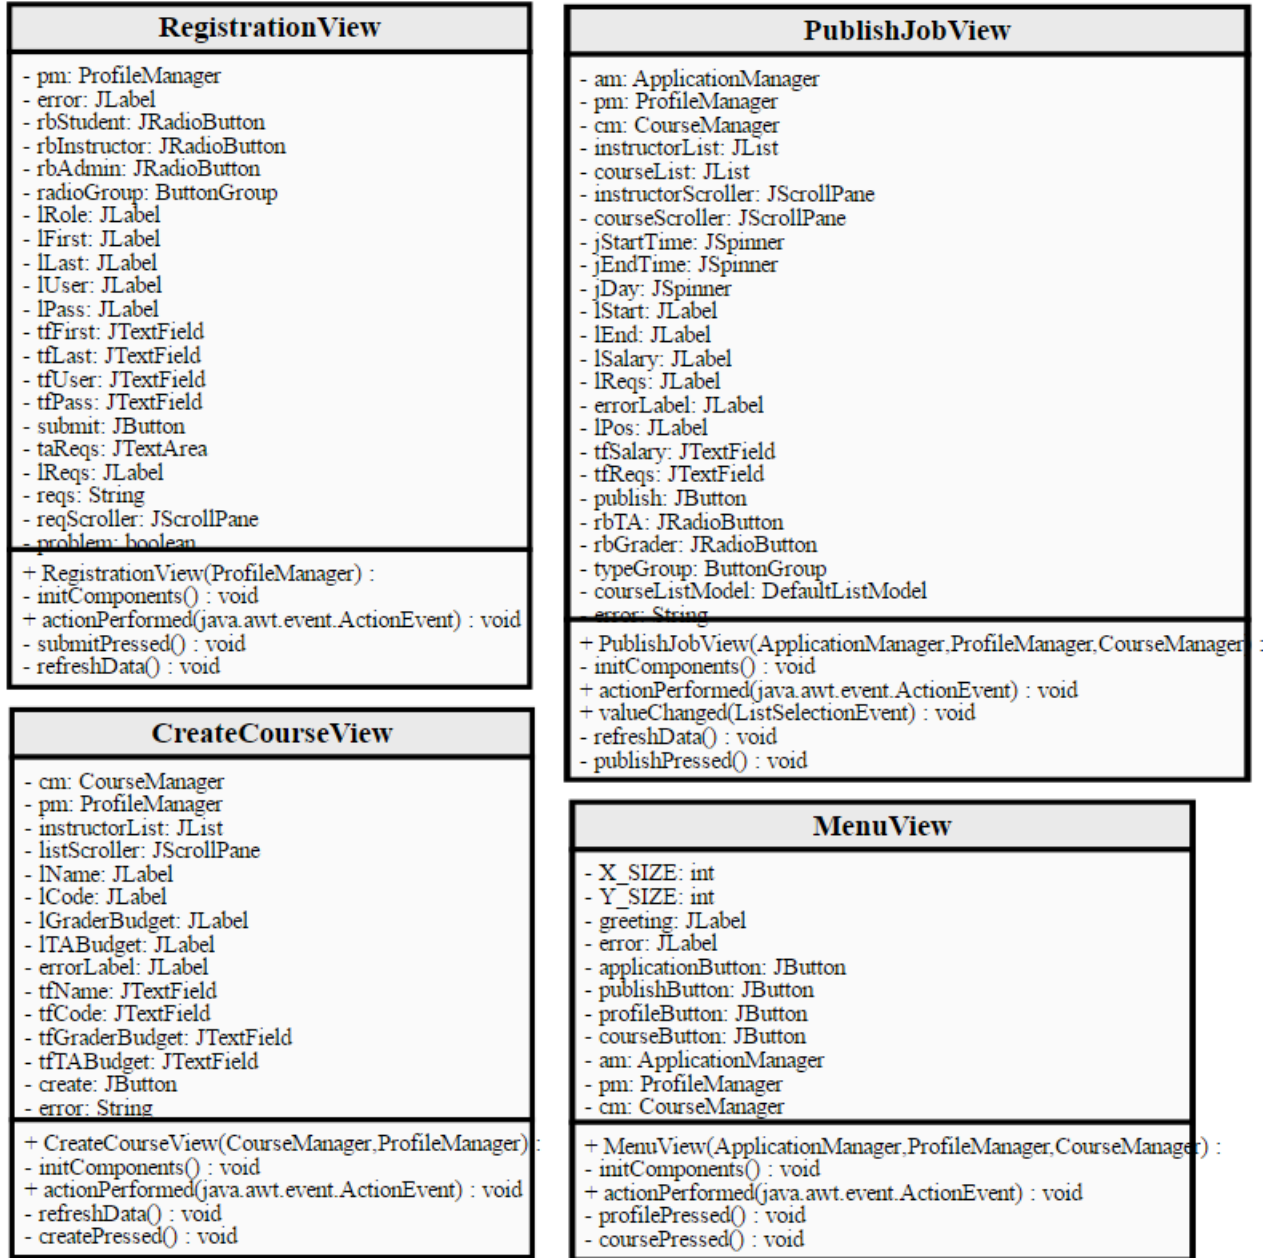 RegistrationView
- pm: ProfileManager
- error: JLabel
- rbStudent: JRadioButton
- rbInstructor: JRadioButton
- rbAdmin: JRadioButton
- radioGroup: ButtonGroup
- lRole: JLabel
- lFirst: JLabel
- lLast: JLabel
- lUser: JLabel
- lPass: JLabel
- tfFirst: JTextField
- tfLast: JTextField
- tfUser: JTextField
- tfPass: JTextField
- submit: JButton
- taReqs: JTextArea
- lReqs: JLabel
- reqs: String
- reqScroller: JScrollPane
- problem: boolean
+ RegistrationView(ProfileManager) :
- initComponents() : void
+ actionPerformed(java.awt.event.ActionEvent) : void
- submitPressed() : void
- refreshData() : void
PublishJobView
- am: ApplicationManager
- pm: ProfileManager
- cm: CourseManager
- instructorList: JList
- courseList: JList
- instructorScroller: JScrollPane
- courseScroller: JScrollPane
- jStartTime: JSpinner
- jEndTime: JSpinner
- jDay: JSpinner
- lStart: JLabel
- lEnd: JLabel
- lSalary: JLabel
- lReqs: JLabel
- errorLabel: JLabel
- lPos: JLabel
- tfSalary: JTextField
- tfReqs: JTextField
- publish: JButton
- rbTA: JRadioButton
- rbGrader: JRadioButton
- typeGroup: ButtonGroup
- courseListModel: DefaultListModel
- error: String
+ PublishJobView(ApplicationManager,ProfileManager,CourseManager) :
- initComponents() : void
+ actionPerformed(java.awt.event.ActionEvent) : void
+ valueChanged(ListSelectionEvent) : void
- refreshData() : void
- publishPressed() : void
CreateCourseView
- cm: CourseManager
- pm: ProfileManager
- instructorList: JList
- listScroller: JScrollPane
- lName: JLabel
- lCode: JLabel
- lGraderBudget: JLabel
- lTABudget: JLabel
- errorLabel: JLabel
- tfName: JTextField
- tfCode: JTextField
- tfGraderBudget: JTextField
- tfTABudget: JTextField
- create: JButton
- error: String
+ CreateCourseView(CourseManager,ProfileManager) :
- initComponents() : void
+ actionPerformed(java.awt.event.ActionEvent) : void
- refreshData() : void
- createPressed() : void
MenuView
- X_SIZE: int
- Y_SIZE: int
- greeting: JLabel
- error: JLabel
- applicationButton: JButton
- publishButton: JButton
- profileButton: JButton
- courseButton: JButton
- am: ApplicationManager
- pm: ProfileManager
- cm: CourseManager
+ MenuView(ApplicationManager,ProfileManager,CourseManager) :
- initComponents() : void
+ actionPerformed(java.awt.event.ActionEvent) : void
- profilePressed() : void
- coursePressed() : void